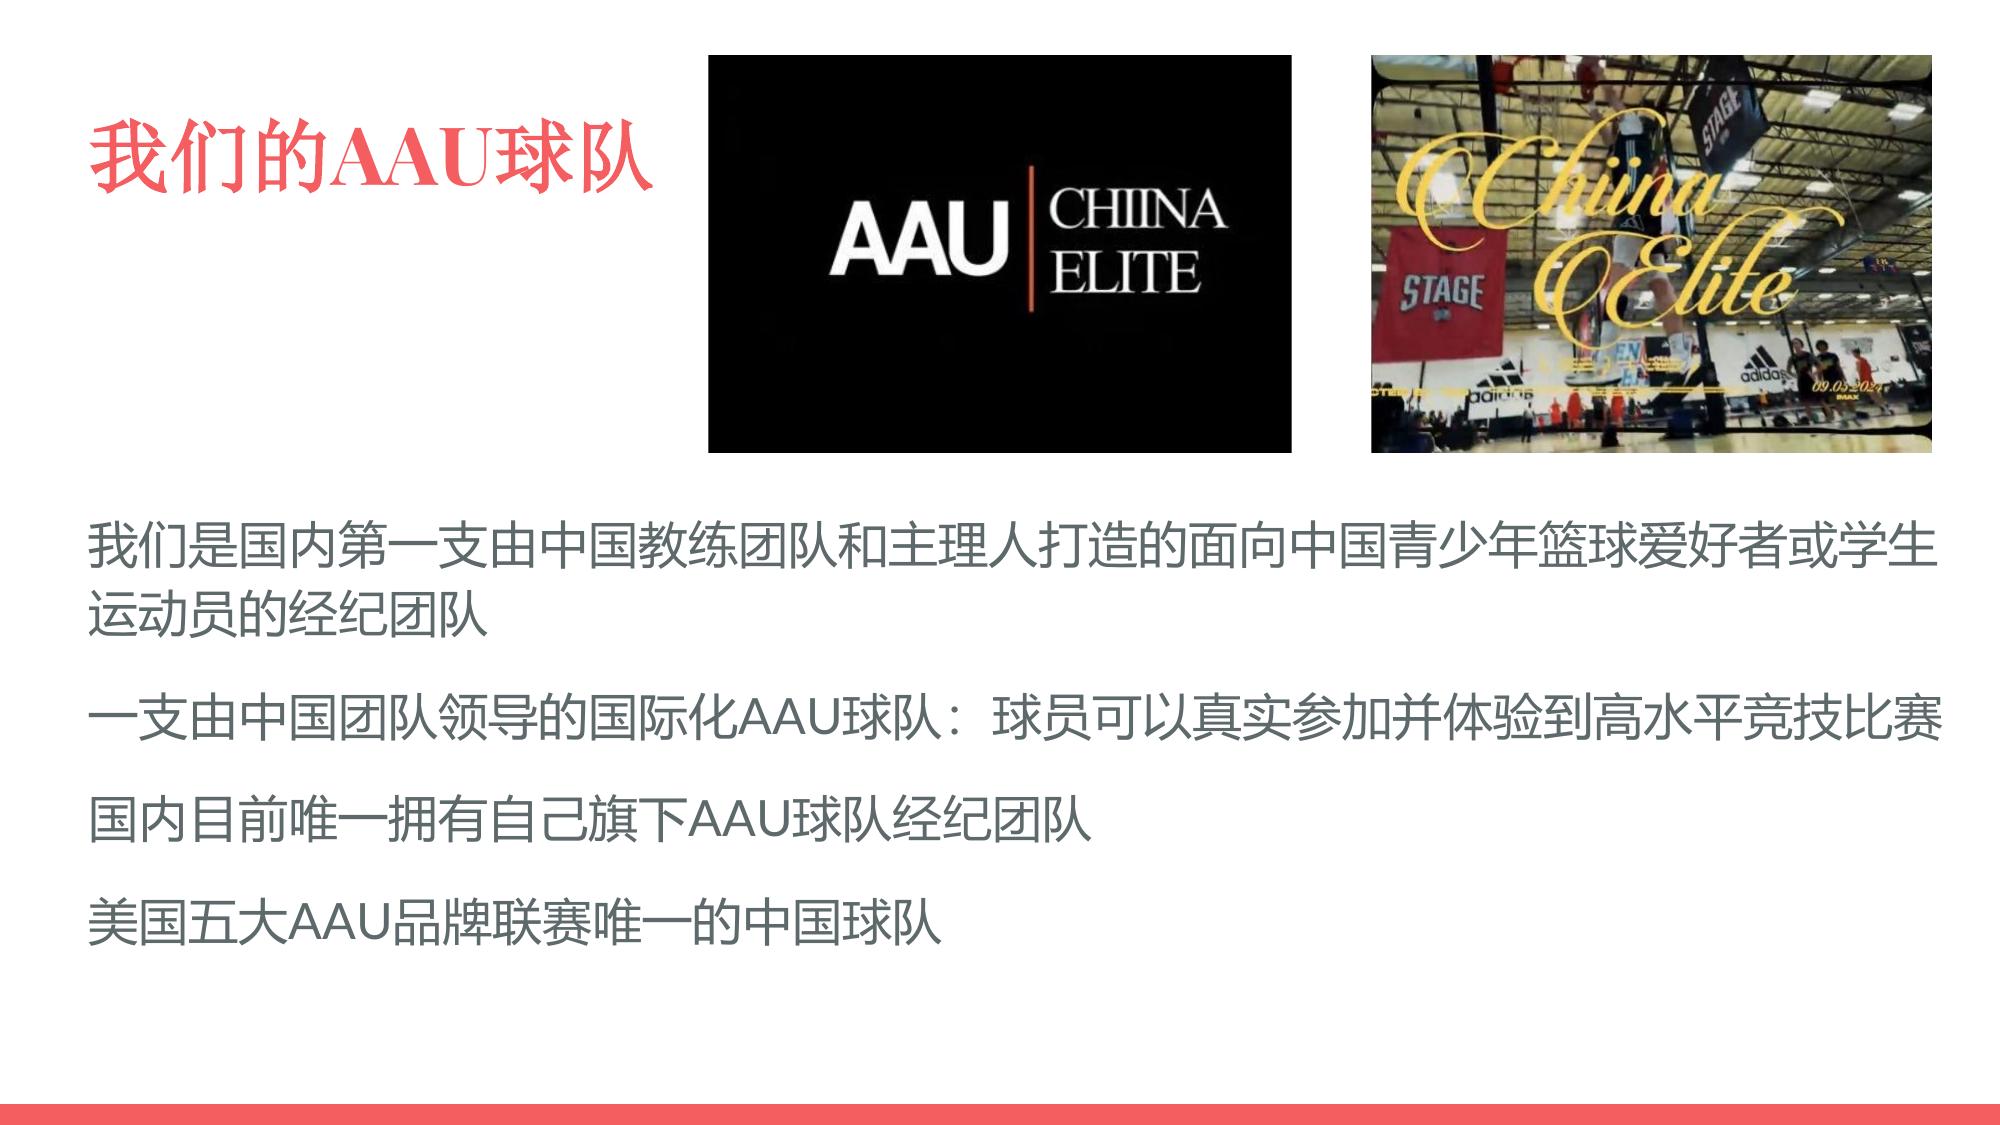 我们的AAU球队
AAU
CHIINA
ELITE
Chiina
Elite
STAGE
STAGE
adidas
adidas
09.03.2024
IMAX
我们是国内第一支由中国教练团队和主理人打造的面向中国青少年篮球爱好者或学生
运动员的经纪团队
一支由中国团队领导的国际化AAU球队：球员可以真实参加并体验到高水平竞技比赛
国内目前唯一拥有自己旗下AAU球队经纪团队
美国五大AAU品牌联赛唯一的中国球队